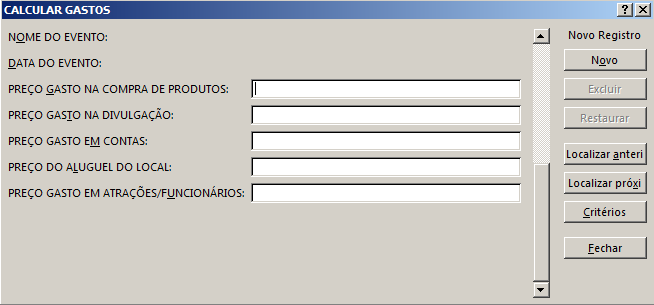 CALCULAR GASTOS
NOME DO EVENTO:
DATA DO EVENTO:
PREÇO GASTO NA COMPRA DE PRODUTOS:
PREÇO GASTO NA DIVULGAÇÃO:
PREÇO GASTO EM CONTAS:
PREÇO DO ALUGUEL DO LOCAL:
PREÇO GASTO EM ATRAÇÕES/FUNCIONÁRIOS:
Novo Registro
Novo
Excluir
Restaurar
Localizar anteri
Localizar próxi
Critérios
Fechar